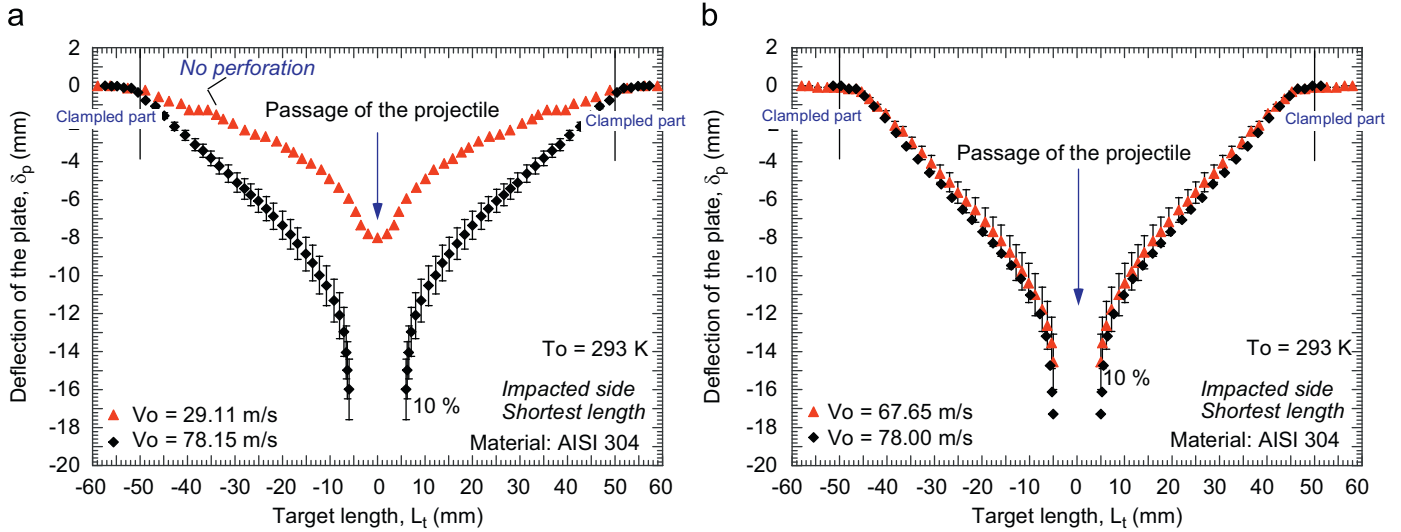 a
2
0
-2
-4
-6
-8
-10
-12
-14
-16
-18
-20
Deflection of the plate, δp (mm)
No perforation
Passage of the projectile
Clampled part
Clampled part
To = 293 K
10 %
Impacted side
Shortest length
Vo = 29.11 m/s
Vo = 78.15 m/s
Material: AISI 304
-60 -50 -40 -30 -20 -10 0 10 20 30 40 50 60
Target length, Lt (mm)
b
2
0
-2
-4
-6
-8
-10
-12
-14
-16
-18
-20
Deflection of the plate, δp (mm)
Clampled part
Clampled part
Passage of the projectile
To = 293 K
10 %
Impacted side
Shortest length
Vo = 67.65 m/s
Vo = 78.00 m/s
Material: AISI 304
-60 -50 -40 -30 -20 -10 0 10 20 30 40 50 60
Target length, Lt (mm)